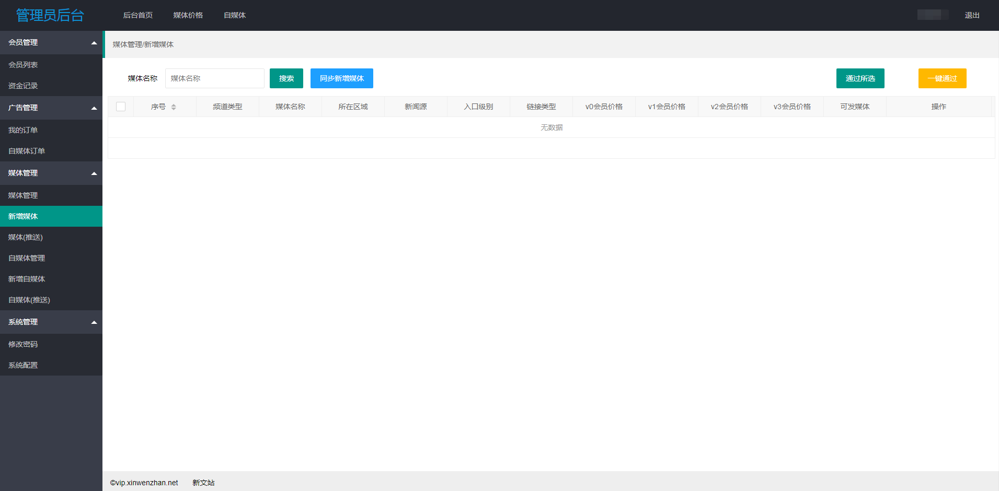 管理员后台
后台首页 媒体价格 自媒体 退出
会员管理
会员列表
资金记录
广告管理
我的订单
自媒体订单
媒体管理
媒体管理
新增媒体
媒体(推送)
自媒体管理
新增自媒体
自媒体(推送)
系统管理
修改密码
系统配置
媒体管理/新增媒体
媒体名称 媒体名称 搜索 同步新增媒体 通过所选 一键通过
序号 频道类型 媒体名称 所在区域 新闻源 入口级别 链接类型 v0会员价格 v1会员价格 v2会员价格 v3会员价格 可发媒体 操作
无数据
©vip.xinwenzhan.net 新文站